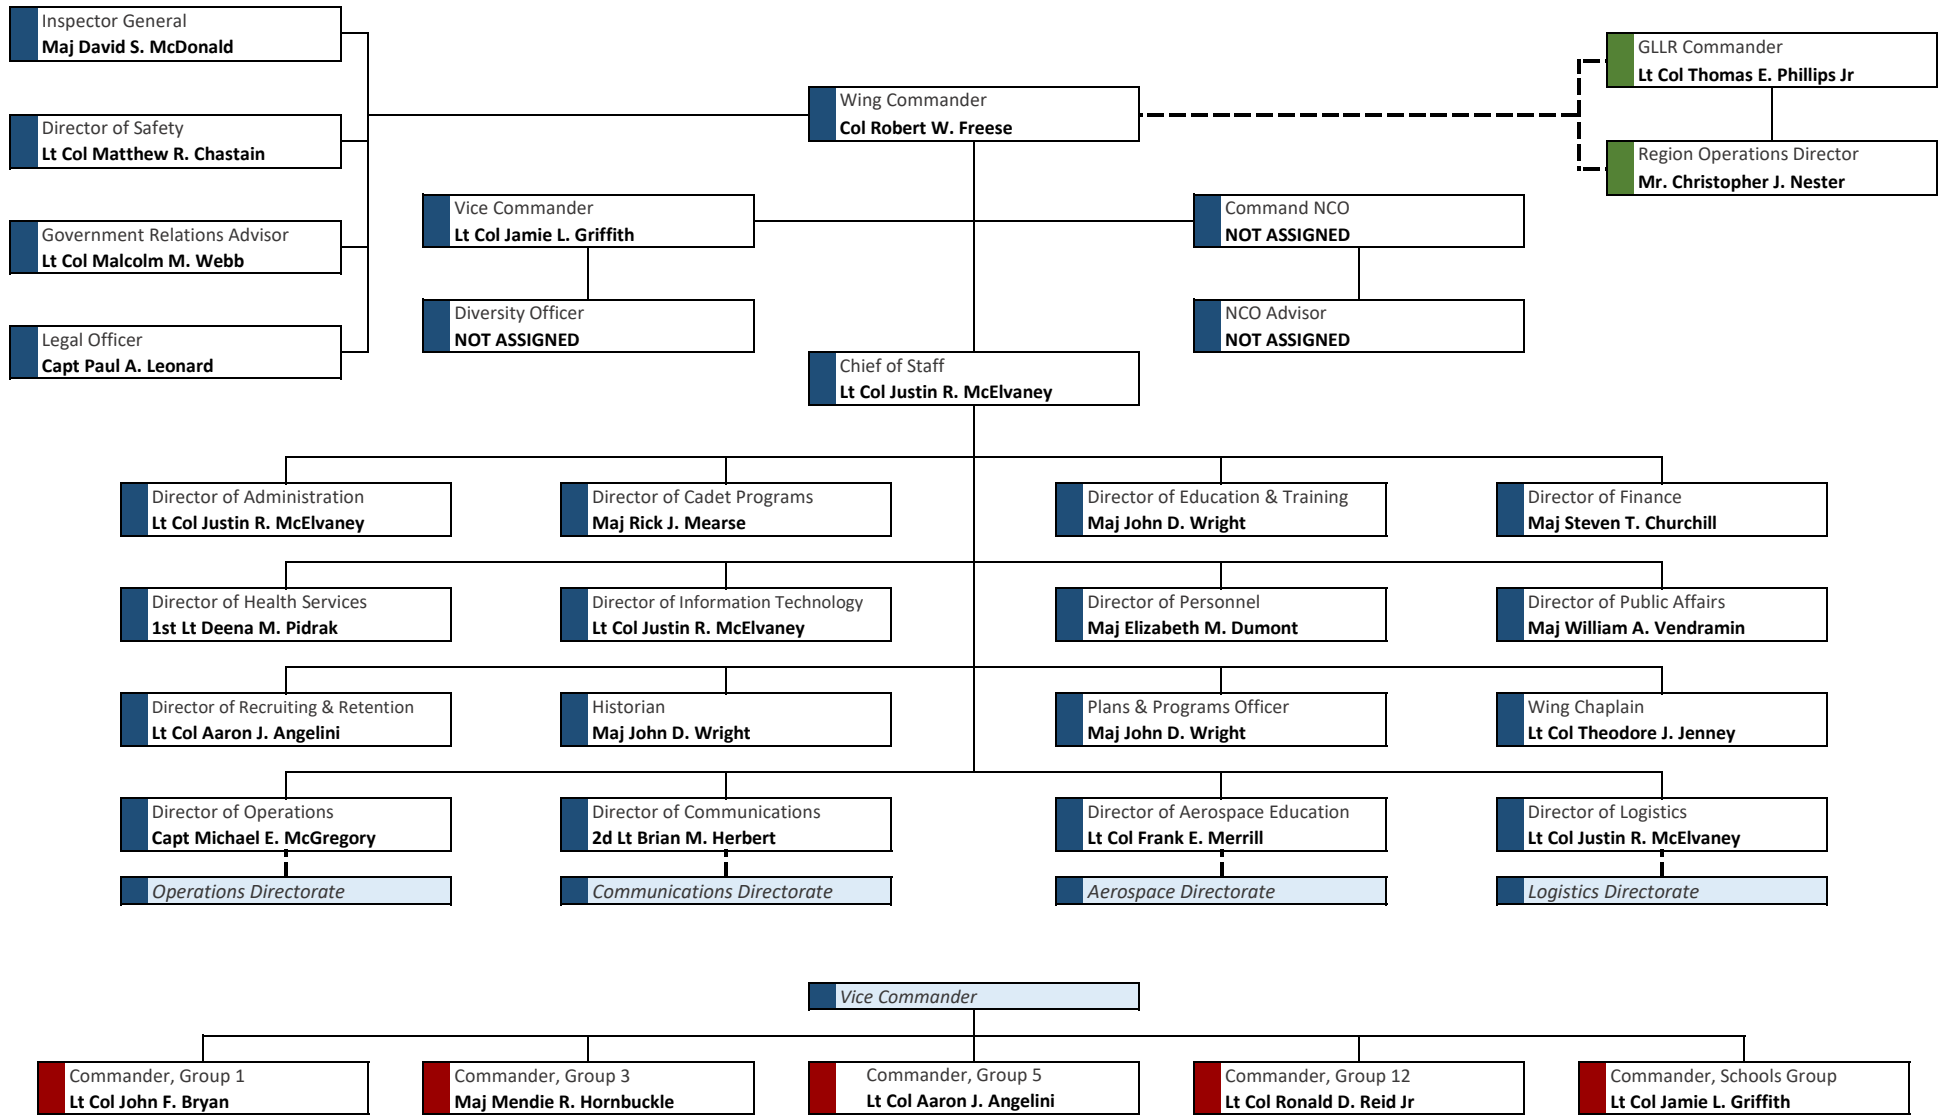 Inspector General
Maj David S. McDonald
GLLR Commander
Lt Col Thomas E. Phillips Jr
Wing Commander
Col Robert W. Freese
Director of Safety
Lt Col Matthew R. Chastain
Region Operations Director
Mr. Christopher J. Nester
Vice Commander
Lt Col Jamie L. Griffith
Command NCO
NOT ASSIGNED
Government Relations Advisor
Lt Col Malcolm M. Webb
Diversity Officer
NOT ASSIGNED
NCO Advisor
NOT ASSIGNED
Legal Officer
Capt Paul A. Leonard
Chief of Staff
Lt Col Justin R. McElvaney
Director of Administration
Lt Col Justin R. McElvaney
Director of Cadet Programs
Maj Rick J. Mearse
Director of Education & Training
Maj John D. Wright
Director of Finance
Maj Steven T. Churchill
Director of Health Services
1st Lt Deena M. Pidrak
Director of Information Technology
Lt Col Justin R. McElvaney
Director of Personnel
Maj Elizabeth M. Dumont
Director of Public Affairs
Maj William A. Vendramin
Director of Recruiting & Retention
Lt Col Aaron J. Angelini
Historian
Maj John D. Wright
Plans & Programs Officer
Maj John D. Wright
Wing Chaplain
Lt Col Theodore J. Jenney
Director of Operations
Capt Michael E. McGregory
Director of Communications
2d Lt Brian M. Herbert
Director of Aerospace Education
Lt Col Frank E. Merrill
Director of Logistics
Lt Col Justin R. McElvaney
Operations Directorate
Communications Directorate
Aerospace Directorate
Logistics Directorate
Vice Commander
Commander, Group 1
Lt Col John F. Bryan
Commander, Group 3
Maj Mendie R. Hornbuckle
Commander, Group 5
Lt Col Aaron J. Angelini
Commander, Group 12
Lt Col Ronald D. Reid Jr
Commander, Schools Group
Lt Col Jamie L. Griffith